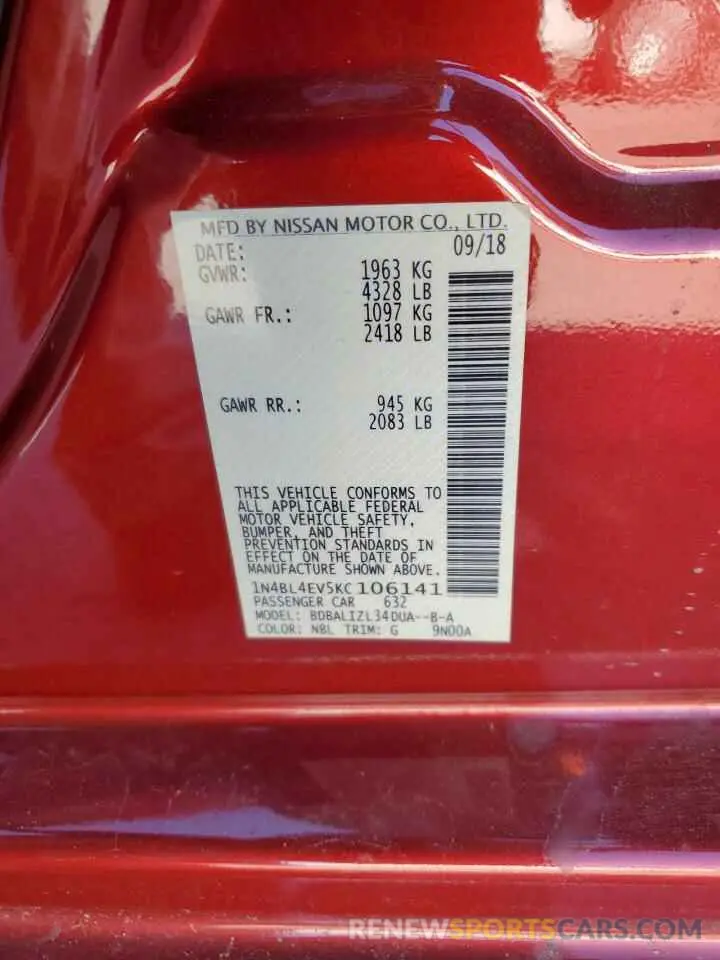 MFD BY NISSAN MOTOR CO., LTD.
DATE: 09/18
GVWR: 1963 KG
4328 LB
GAWR FR.: 1097 KG
2418 LB
GAWR RR.: 945 KG
2083 LB
THIS VEHICLE CONFORMS TO
ALL APPLICABLE FEDERAL
MOTOR VEHICLE SAFETY,
BUMPER, AND THEFT
PREVENTION STANDARDS IN
EFFECT ON THE DATE OF
MANUFACTURE SHOWN ABOVE.
1N4BL4EV5KC106141
PASSENGER CAR 632
MODEL: BDBALIZL34DUA--B-A
COLOR: NBL TRIM: G 9N00A
RENEWSPORTSCARS.COM